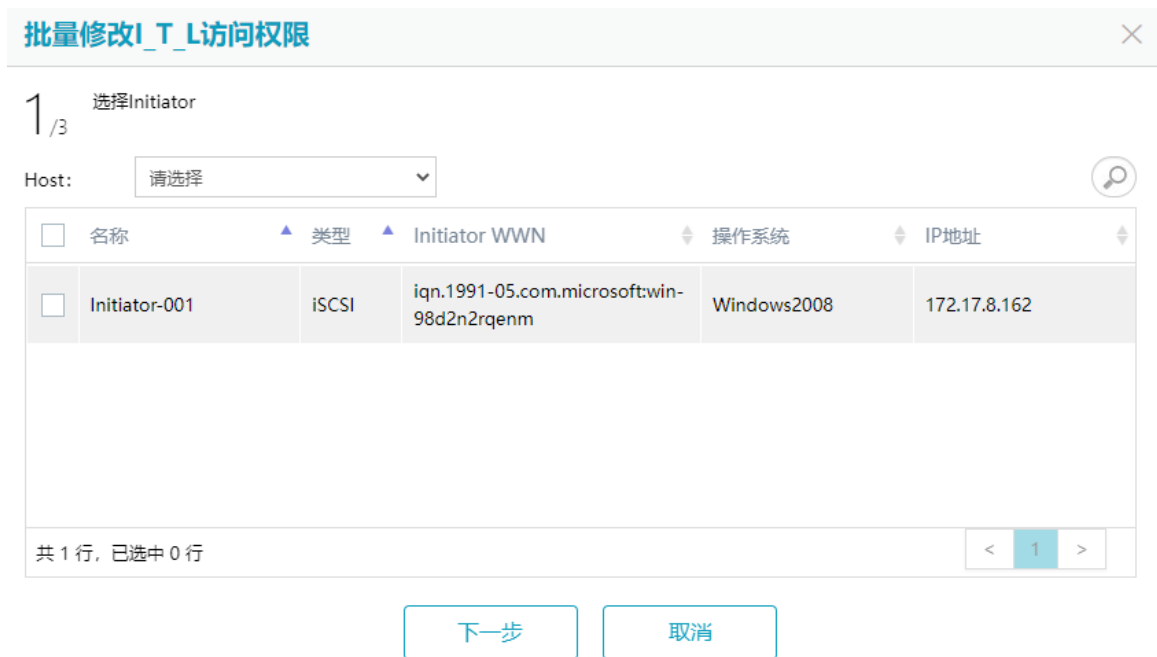 批量修改I_T_L访问权限
1/3 选择Initiator
Host: 请选择
名称 类型 Initiator WWN 操作系统 IP地址
Initiator-001 iSCSI iqn.1991-05.com.microsoft:win-98d2n2rqenm Windows2008 172.17.8.162
共 1 行，已选中 0 行 < 1 >
下一步 取消